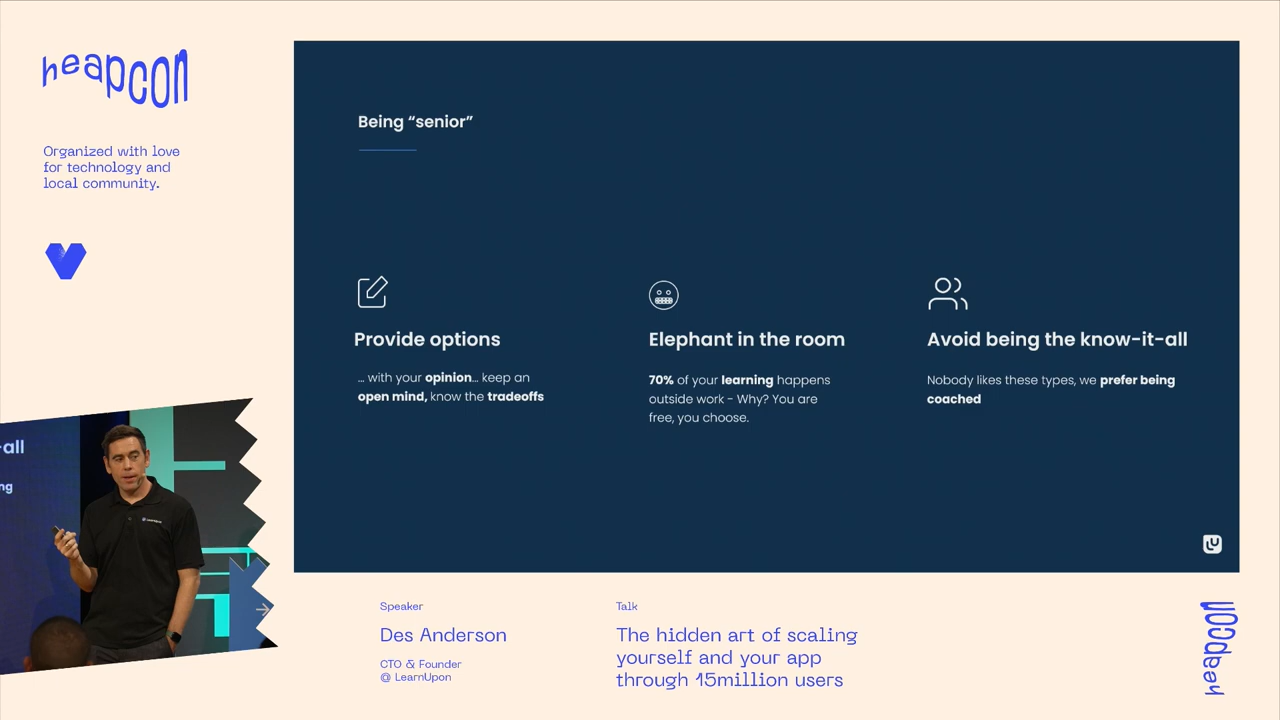 heapcon
Organized with love
for technology and
local community.
Being “senior”
Provide options
... with your opinion... keep an
open mind, know the tradeoffs
Elephant in the room
70% of your learning happens
outside work - Why? You are
free, you choose.
Avoid being the know-it-all
Nobody likes these types, we prefer being
coached
-all
ng
Speaker
Des Anderson
CTO & Founder
@ LearnUpon
Talk
The hidden art of scaling
yourself and your app
through 15million users
heapcon